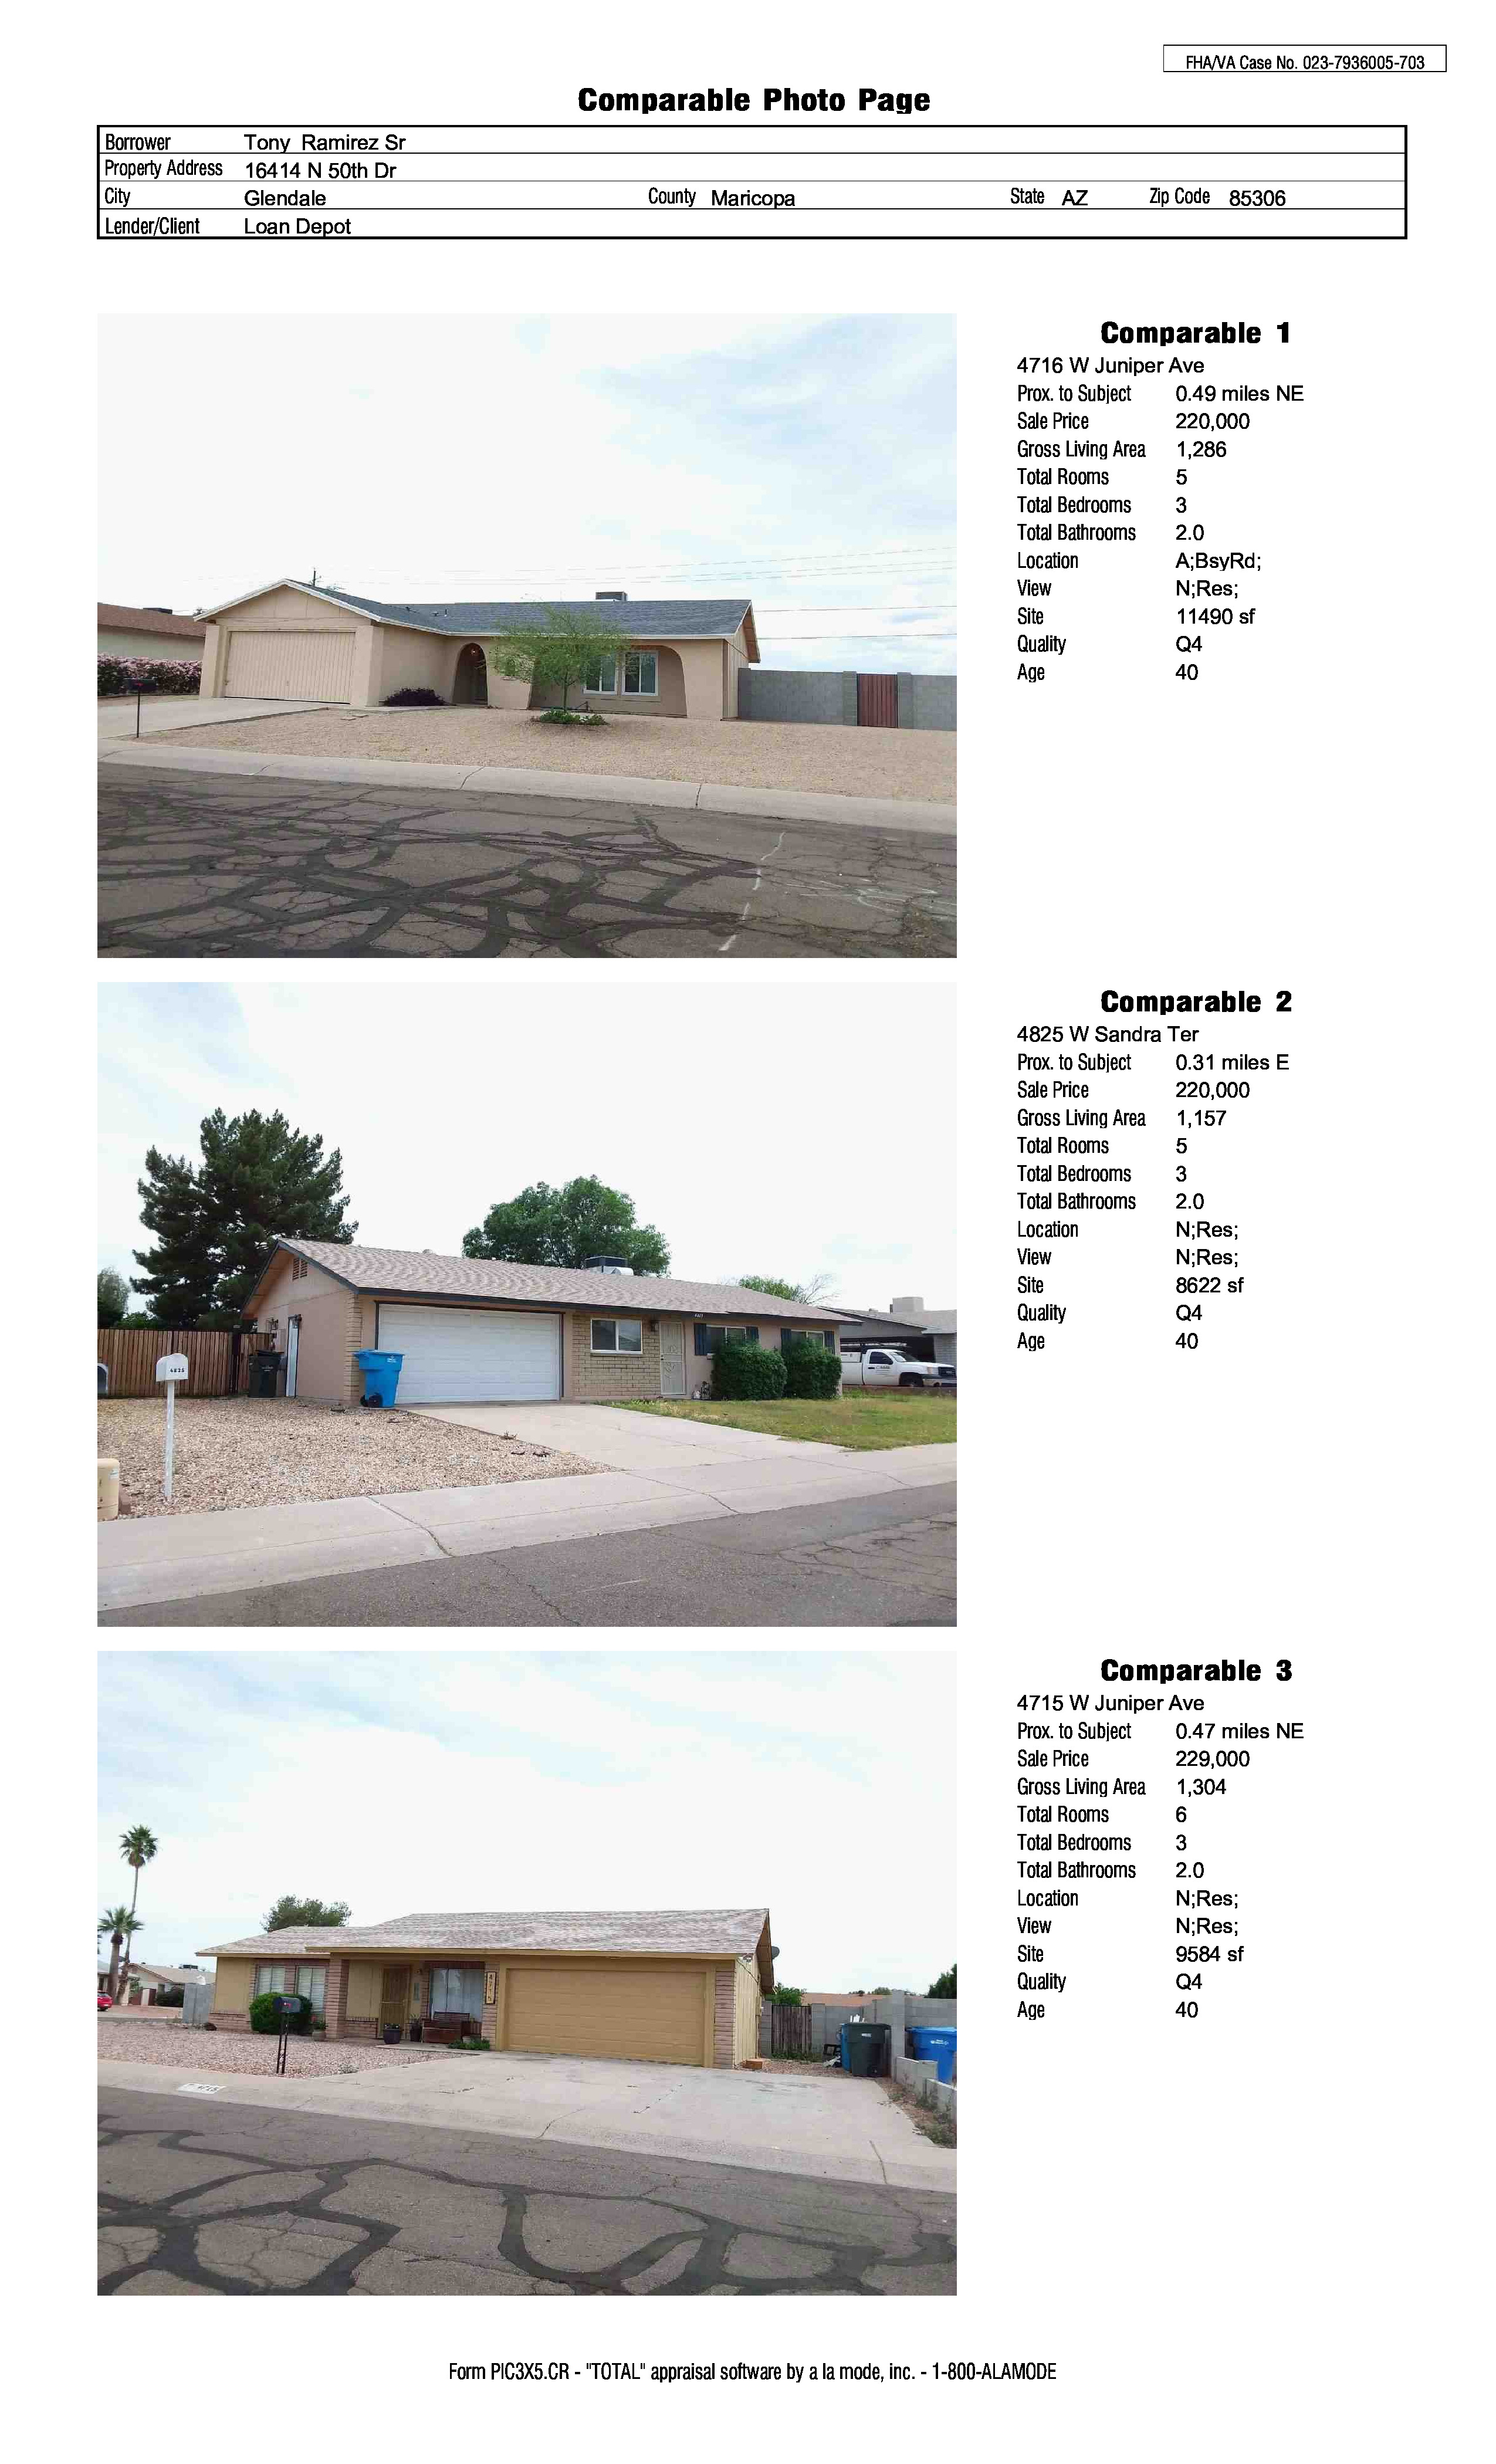 FHA/VA Case No. 023-7936005-703
Comparable Photo Page
Borrower Tony Ramirez Sr
Property Address 16414 N 50th Dr
City Glendale County Maricopa State AZ Zip Code 85306
Lender/Client Loan Depot
Comparable 1
4716 W Juniper Ave
Prox. to Subject 0.49 miles NE
Sale Price 220,000
Gross Living Area 1,286
Total Rooms 5
Total Bedrooms 3
Total Bathrooms 2.0
Location A;BsyRd;
View N;Res;
Site 11490 sf
Quality Q4
Age 40
Comparable 2
4825 W Sandra Ter
Prox. to Subject 0.31 miles E
Sale Price 220,000
Gross Living Area 1,157
Total Rooms 5
Total Bedrooms 3
Total Bathrooms 2.0
Location N;Res;
View N;Res;
Site 8622 sf
Quality Q4
Age 40
4825
Comparable 3
4715 W Juniper Ave
Prox. to Subject 0.47 miles NE
Sale Price 229,000
Gross Living Area 1,304
Total Rooms 6
Total Bedrooms 3
Total Bathrooms 2.0
Location N;Res;
View N;Res;
Site 9584 sf
Quality Q4
Age 40
4715
Form PIC3X5.CR - "TOTAL" appraisal software by a la mode, inc. - 1-800-ALAMODE